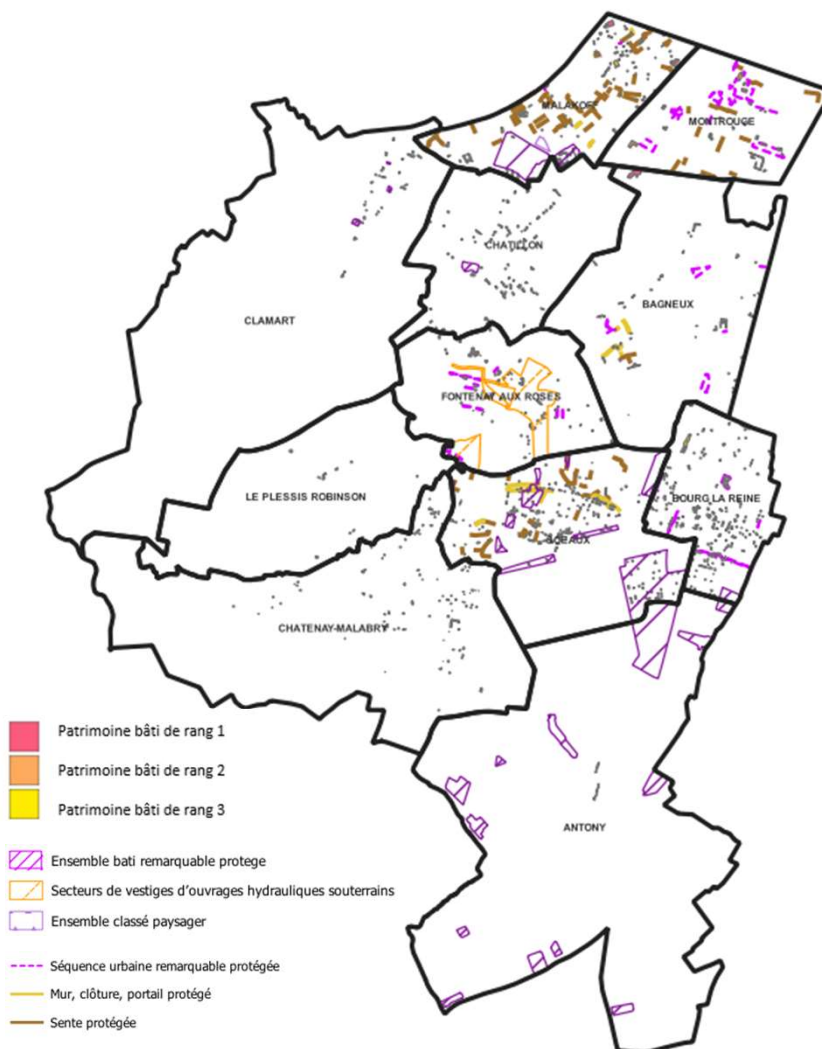 MALAKOFF
MONTROUGE
CHATILLON
BAGNEUX
CLAMART
FONTENAY AUX ROSES
LE PLESSIS ROBINSON
BOURG LA REINE
SCEAUX
CHATENAY-MALABRY
Patrimoine bâti de rang 1
Patrimoine bâti de rang 2
Patrimoine bâti de rang 3
ANTONY
Ensemble bati remarquable protege
Secteurs de vestiges d'ouvrages hydrauliques souterrains
Ensemble classé paysager
Séquence urbaine remarquable protégée
Mur, clôture, portail protégé
Sente protégée